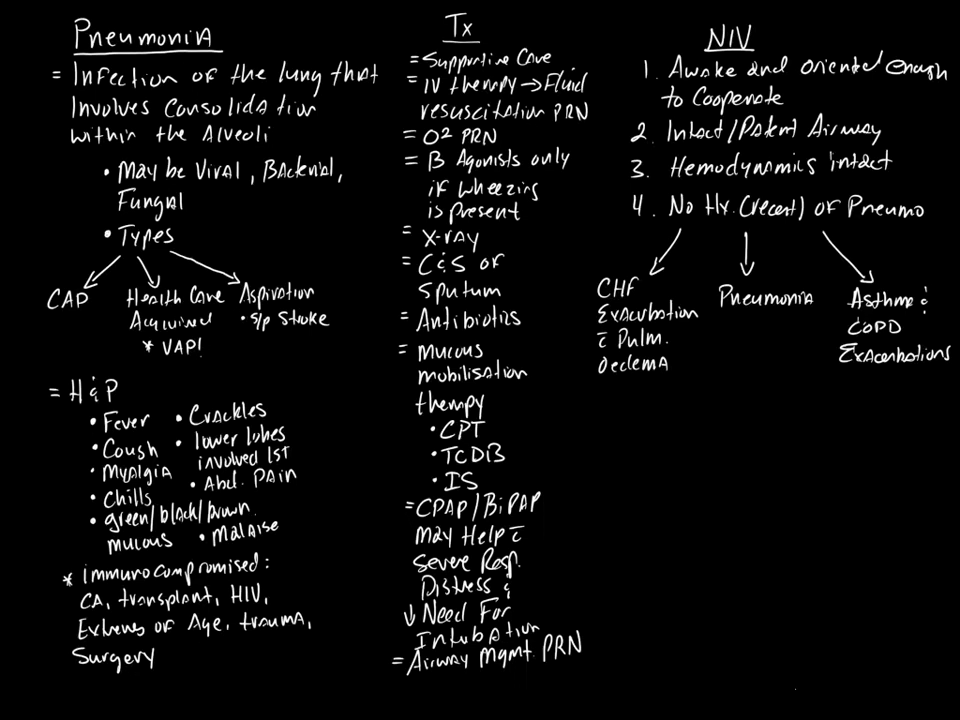 Pneumonia
= Infection of the lung that
Involves Consolidation
within the Alveoli
• May be Viral, Bacterial,
Fungal
• Types
CAP
Health Care
Acquired
* VAP!
Aspiration
• s/p Stroke
= H & P
• Fever
• Cough
• Myalgia
• Chills
• green/black/brown
mucous
• Crackles
• lower lobes
involved 1st
• Abd. Pain
• Malaise
* immunocompromised:
CA, transplant, HIV,
Extremes of Age, trauma,
Surgery
Tx
= Supportive Care
= IV therapy → Fluid
resuscitation PRN
= O2 PRN
= B Agonists only
if wheezing
is present
= X-ray
= C&S of
sputum
= Antibiotics
= Mucous
mobilisation
therapy
• CPT
• TCDB
• IS
= CPAP/BiPAP
may Help c̄
severe Resp.
Distress &
↓ Need For
Intubation
= Airway Mgmt. PRN
NIV
1. Awake and oriented enough
to Cooperate
2. Intact/Patent Airway
3. Hemodynamics intact
4. No Hx. (recent) of Pneumo
CHF
Exacerbation
c̄ Pulm.
Oedema
Pneumonia
Asthma &
COPD
Exacerbations